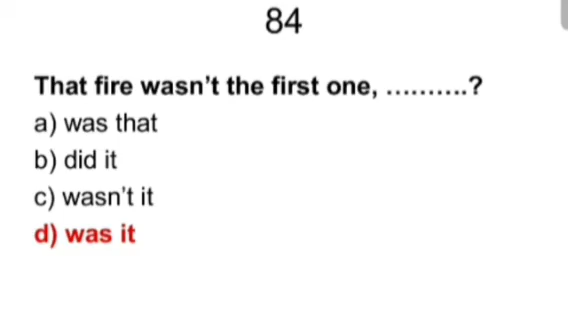 84
That fire wasn’t the first one, ..........?
a) was that
b) did it
c) wasn’t it
d) was it